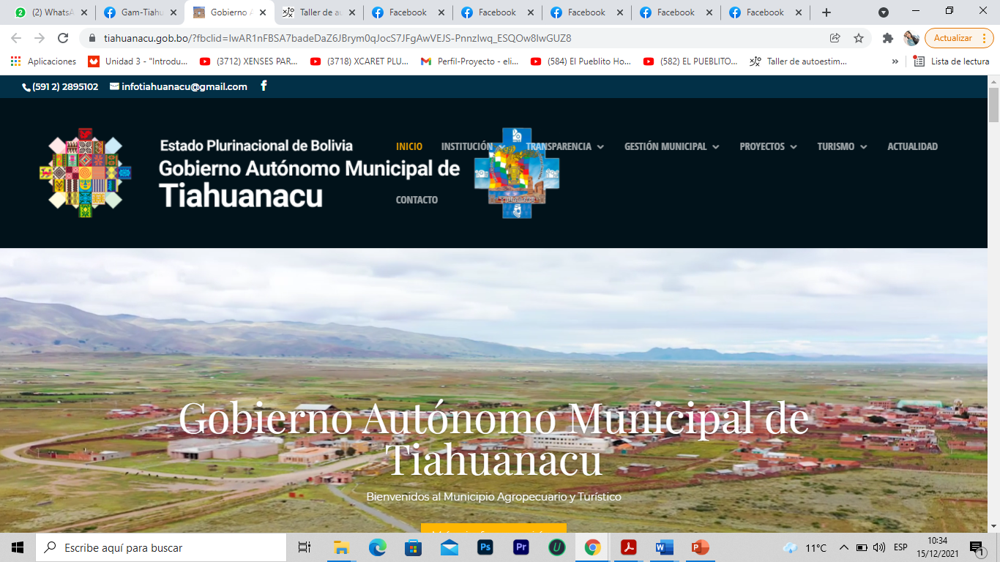 (2) WhatsA
Gam-Tiahu
Gobierno A
Taller de au
Facebook
Facebook
Facebook
Facebook
Facebook
tiahuanacu.gob.bo/?fbclid=IwAR1nFBSA7badeDaZ6JBrym0qJocS7JFgAwVEJS-PnnzIwq_ESQOw8IwGUZ8
Actualizar
Aplicaciones
Unidad 3 - "Introdu...
(3712) XENSES PAR...
(3718) XCARET PLU...
Perfil-Proyecto - eli...
(584) El Pueblito Ho...
(582) EL PUEBLITO...
Taller de autoestim...
»
Lista de lectura
(591 2) 2895102
infotiahuanacu@gmail.com
Estado Plurinacional de Bolivia
Gobierno Autónomo Municipal de
Tiahuanacu
INICIO
INSTITUCIÓN
TRANSPARENCIA
GESTIÓN MUNICIPAL
PROYECTOS
TURISMO
ACTUALIDAD
CONTACTO
Gobierno Autónomo Municipal de
Tiahuanacu
Bienvenidos al Municipio Agropecuario y Turístico
Escribe aquí para buscar
11°C
ESP
10:34
15/12/2021